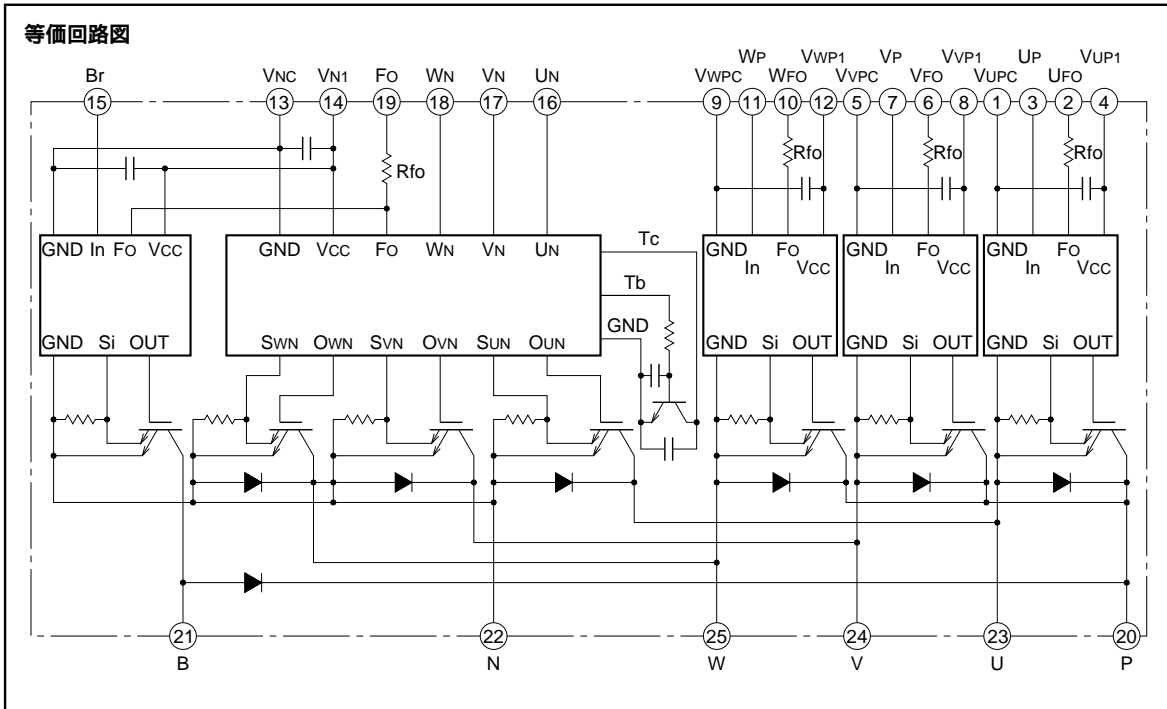 等価回路図
WP VWP1 VP VVP1 UP VUP1
Br VNC VN1 FO WN VN UN VWPC WFO VVPC VFO VUPC UFO
15 13 14 19 18 17 16 9 11 10 12 5 7 6 8 1 3 2 4
Rfo Rfo Rfo Rfo
GND In FO VCC GND VCC FO WN VN UN Tc GND In FO VCC GND In FO VCC GND In FO VCC
Tb
GND
GND Si OUT SWN OWN SVN OVN SUN OUN GND Si OUT GND Si OUT GND Si OUT
21 22 25 24 23 20
B N W V U P